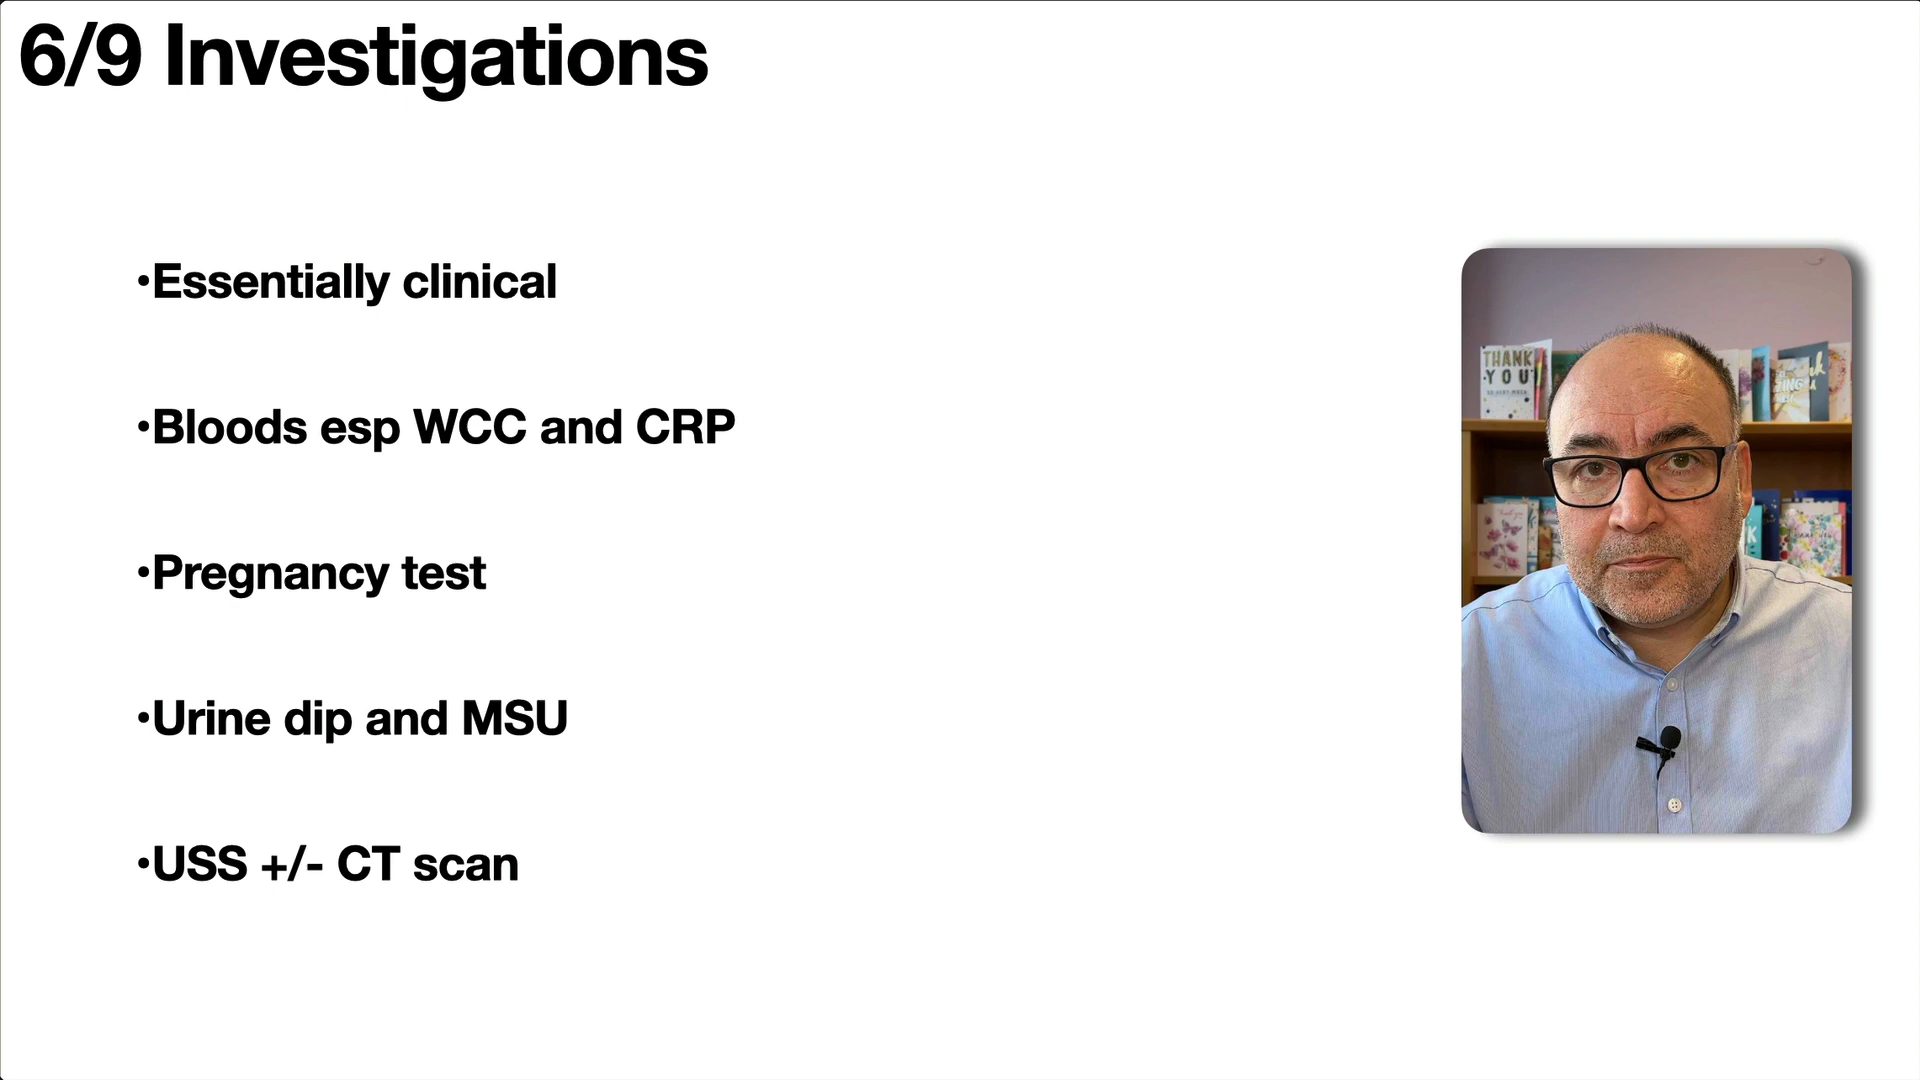 6/9 Investigations
•Essentially clinical
•Bloods esp WCC and CRP
•Pregnancy test
•Urine dip and MSU
•USS +/- CT scan
THANK
YOU